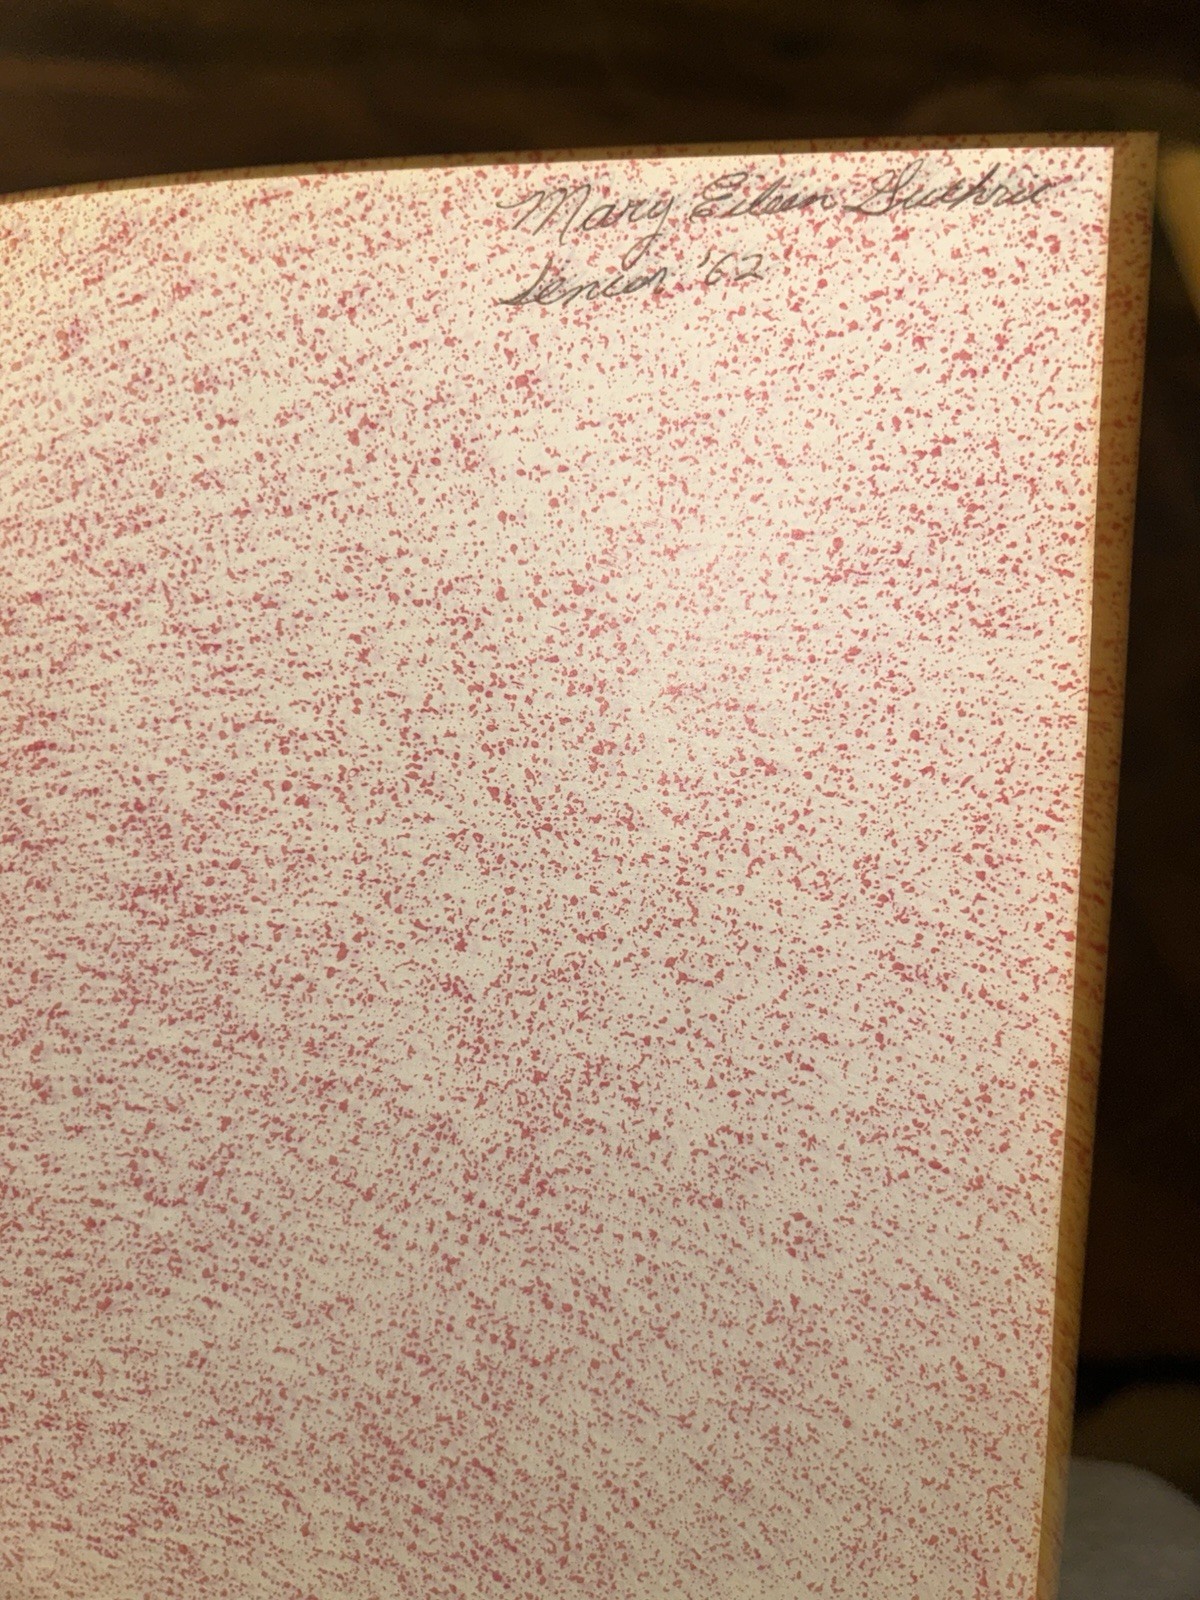 Mary Eileen Guthrie
Senior '62